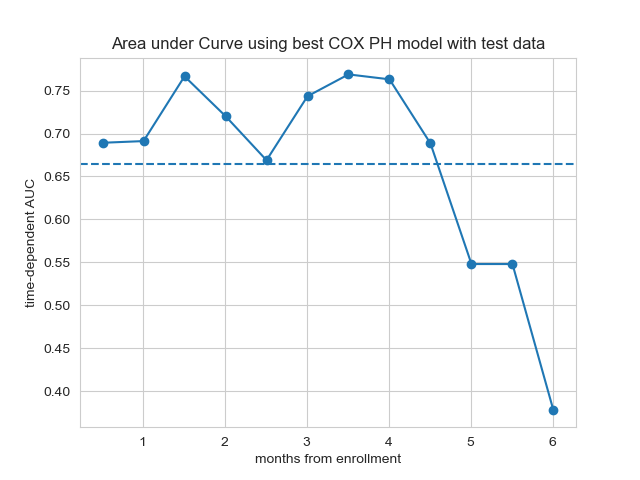 Area under Curve using best COX PH model with test data
time-dependent AUC
0.75
0.70
0.65
0.60
0.55
0.50
0.45
0.40
1 2 3 4 5 6
months from enrollment